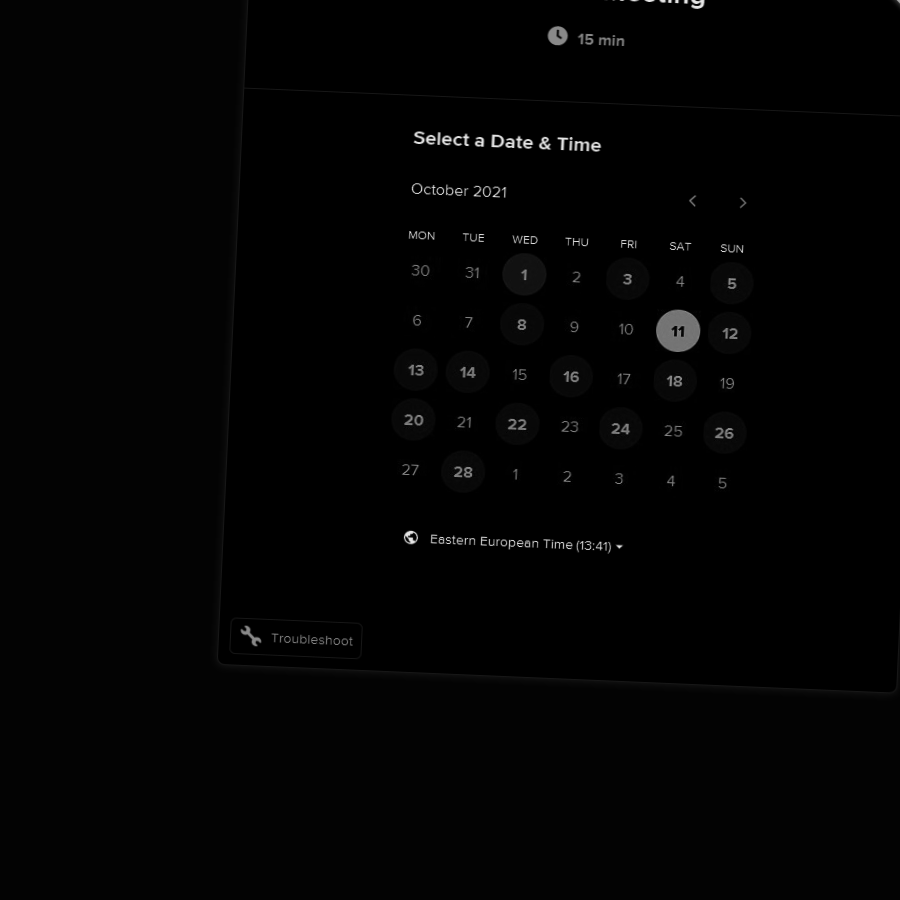 15 min
Select a Date & Time
October 2021
MON TUE WED THU FRI SAT SUN
30 31 1 2 3 4 5
6 7 8 9 10 11 12
13 14 15 16 17 18 19
20 21 22 23 24 25 26
27 28 1 2 3 4 5
Eastern European Time (13:41)
Troubleshoot